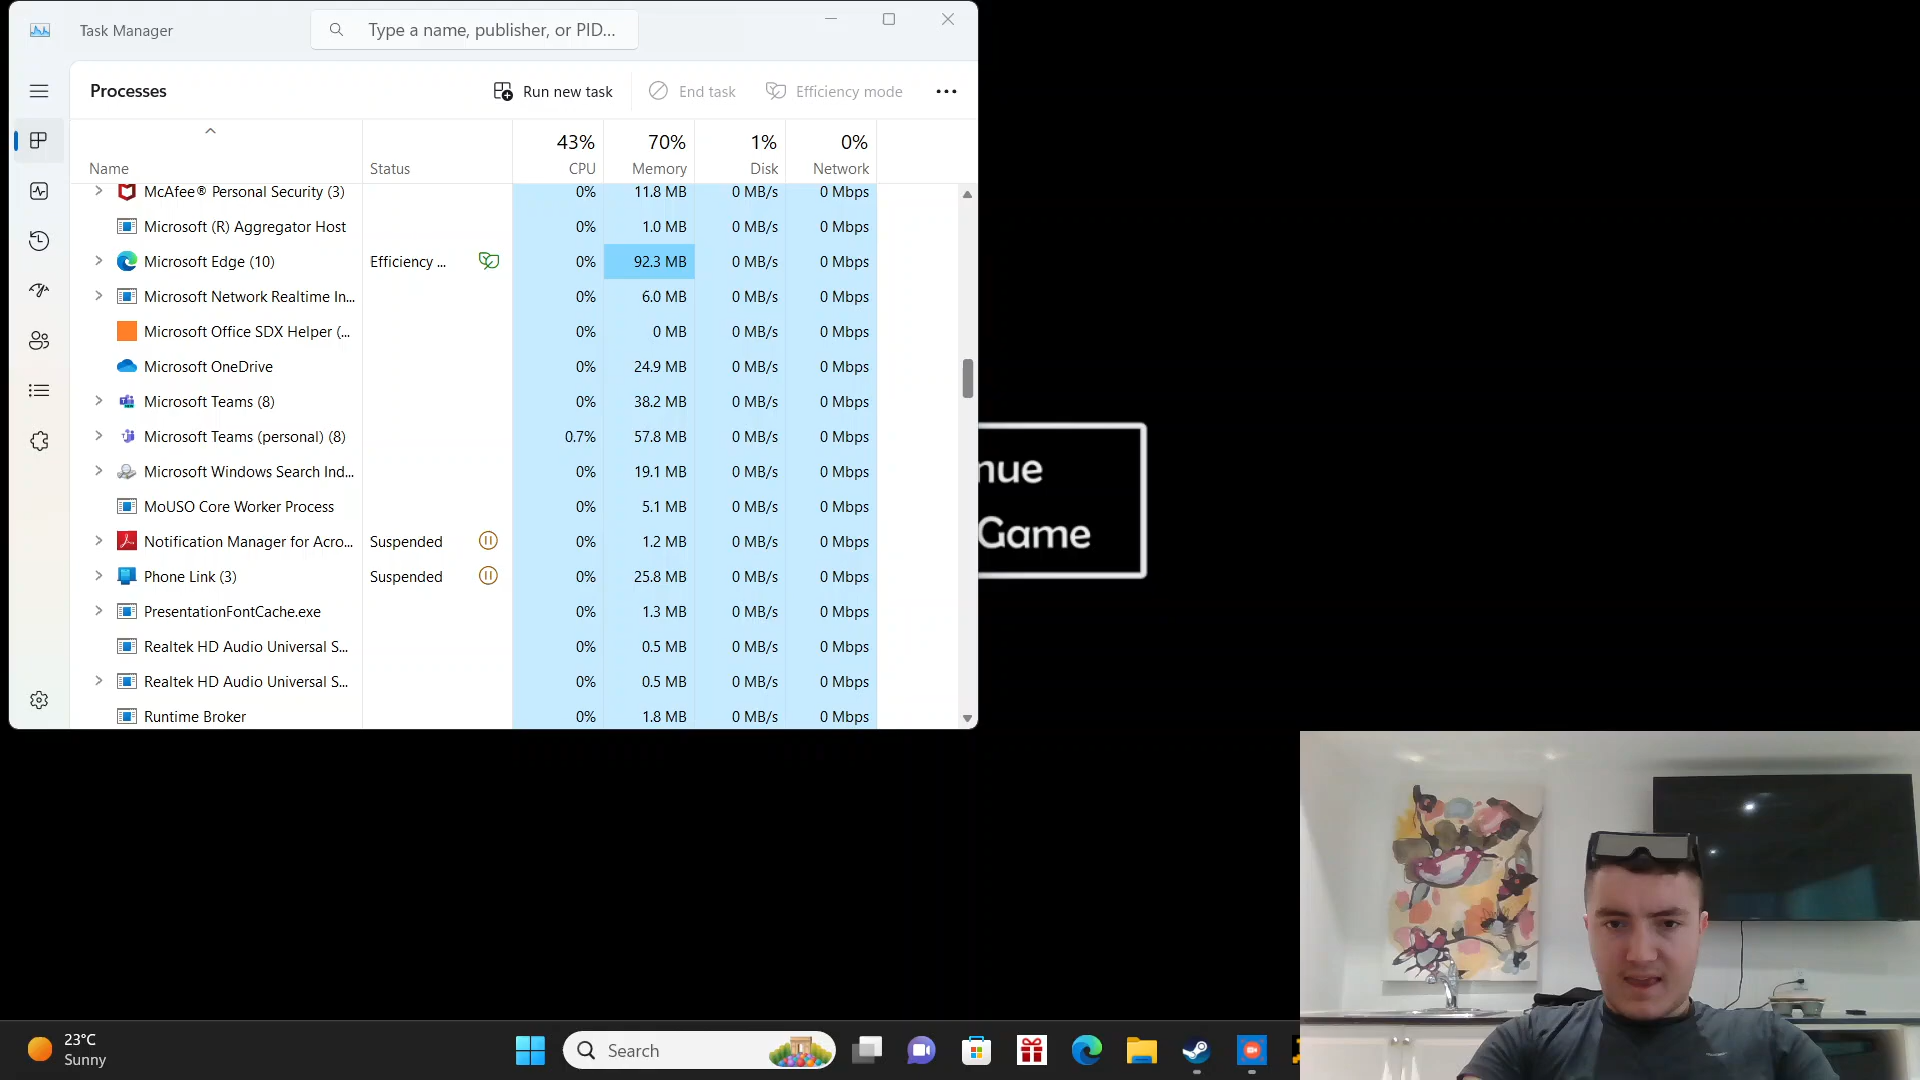 Task Manager
Type a name, publisher, or PID...
Processes
Run new task
End task
Efficiency mode
Name
Status
43%
CPU
70%
Memory
1%
Disk
0%
Network
McAfee® Personal Security (3) 0% 11.8 MB 0 MB/s 0 Mbps
Microsoft (R) Aggregator Host 0% 1.0 MB 0 MB/s 0 Mbps
Microsoft Edge (10) Efficiency ... 0% 92.3 MB 0 MB/s 0 Mbps
Microsoft Network Realtime In... 0% 6.0 MB 0 MB/s 0 Mbps
Microsoft Office SDX Helper (... 0% 0 MB 0 MB/s 0 Mbps
Microsoft OneDrive 0% 24.9 MB 0 MB/s 0 Mbps
Microsoft Teams (8) 0% 38.2 MB 0 MB/s 0 Mbps
Microsoft Teams (personal) (8) 0.7% 57.8 MB 0 MB/s 0 Mbps
Microsoft Windows Search Ind... 0% 19.1 MB 0 MB/s 0 Mbps
MoUSO Core Worker Process 0% 5.1 MB 0 MB/s 0 Mbps
Notification Manager for Acro... Suspended 0% 1.2 MB 0 MB/s 0 Mbps
Phone Link (3) Suspended 0% 25.8 MB 0 MB/s 0 Mbps
PresentationFontCache.exe 0% 1.3 MB 0 MB/s 0 Mbps
Realtek HD Audio Universal S... 0% 0.5 MB 0 MB/s 0 Mbps
Realtek HD Audio Universal S... 0% 0.5 MB 0 MB/s 0 Mbps
Runtime Broker 0% 1.8 MB 0 MB/s 0 Mbps
nue
Game
23°C
Sunny
Search